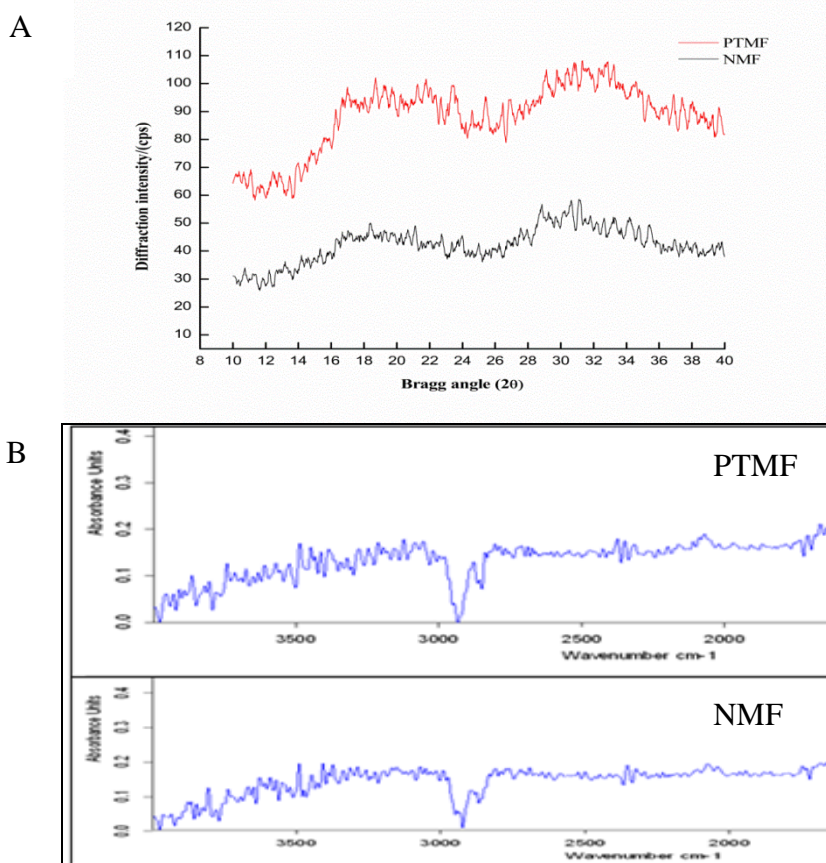 A
120
110
100
90
80
70
60
50
40
30
20
10
Diffraction intensity/(cps)
PTMF
NMF
8 10 12 14 16 18 20 22 24 26 28 30 32 34 36 38 40
Bragg angle (2θ)
B
PTMF
Absorbance Units
0.4
0.3
0.2
0.1
0.0
3500 3000 2500 2000
Wavenumber cm-1
NMF
Absorbance Units
0.4
0.3
0.2
0.1
0.0
3500 3000 2500 2000
Wavenumber cm-1